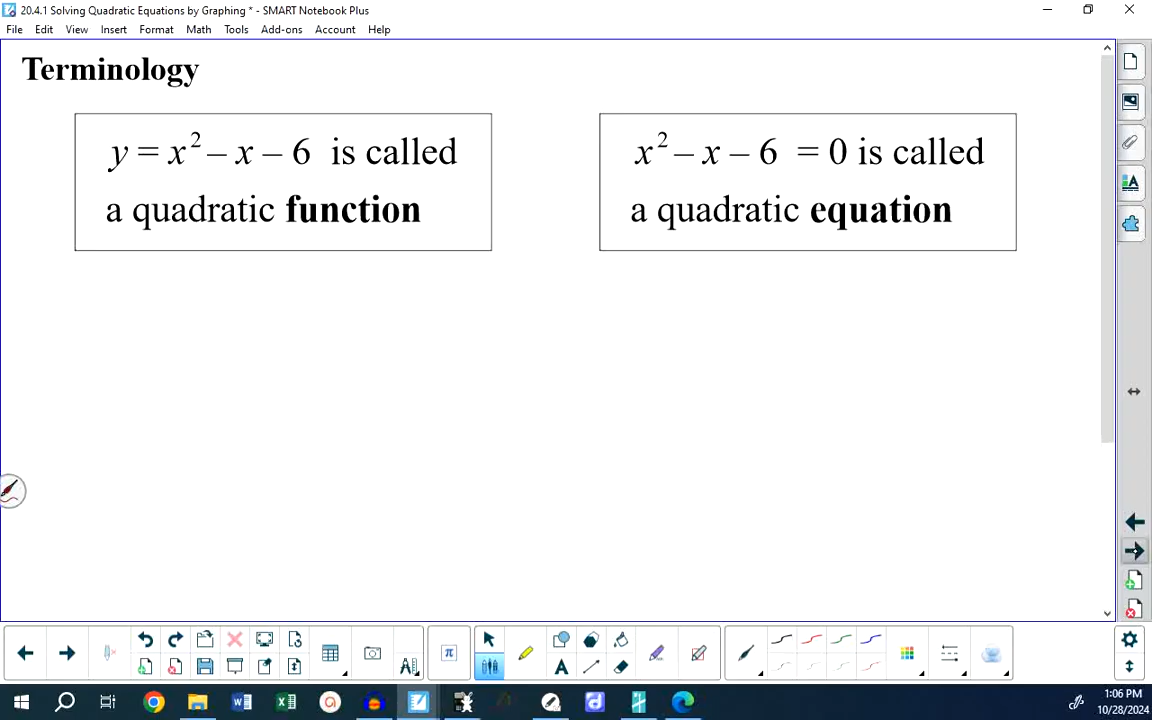 20.4.1 Solving Quadratic Equations by Graphing * - SMART Notebook Plus
File Edit View Insert Format Math Tools Add-ons Account Help
Terminology
y = x² – x – 6 is called
a quadratic function
x² – x – 6 = 0 is called
a quadratic equation
1:06 PM
10/28/2024